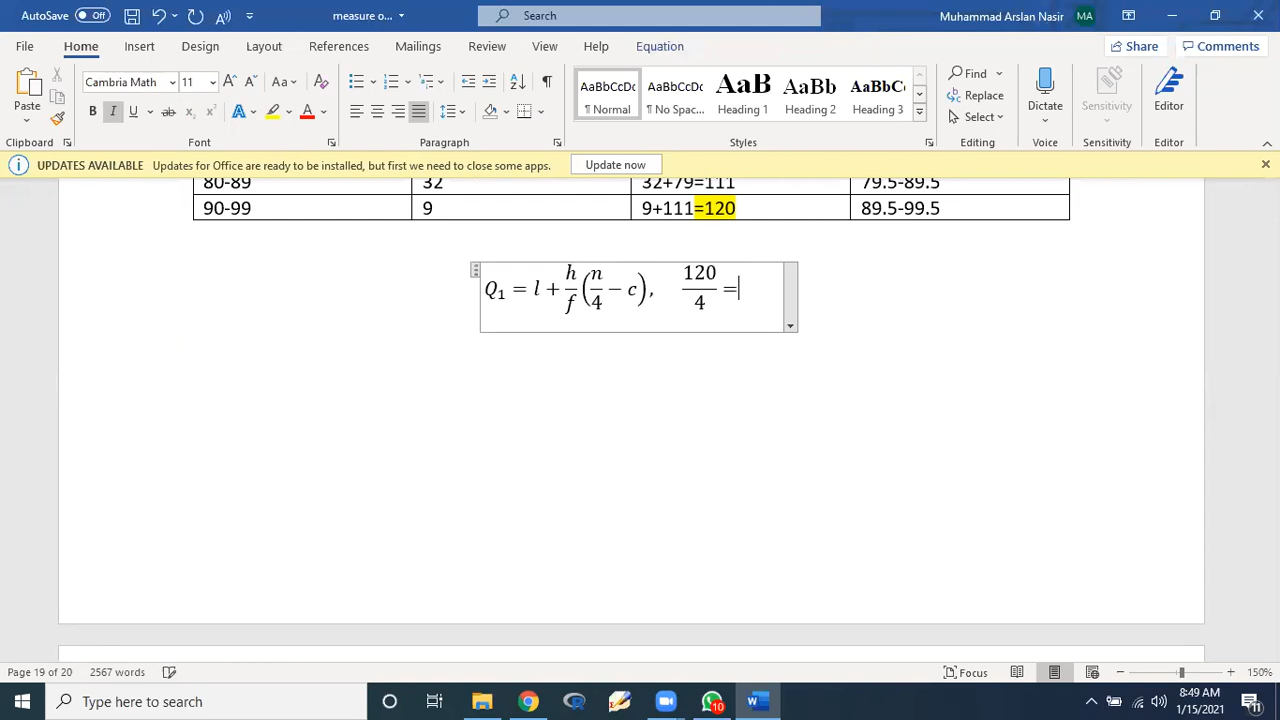 AutoSave Off measure o... Search Muhammad Arslan Nasir MA
File Home Insert Design Layout References Mailings Review View Help Equation Share Comments
Paste Cambria Math 11 Aa AaBbCcDc ¶ Normal AaBbCcDc ¶ No Spac... AaB Heading 1 AaBb Heading 2 AaBbC Heading 3 Find Replace Select Dictate Sensitivity Editor
Clipboard Font Paragraph Styles Editing Voice Sensitivity Editor
UPDATES AVAILABLE Updates for Office are ready to be installed, but first we need to close some apps. Update now
80-89 32 32+79=111 79.5-89.5
90-99 9 9+111=120 89.5-99.5
Q₁ = l + h/f (n/4 − c), 120/4 =
Page 19 of 20 2567 words Focus 150%
Type here to search 10 8:49 AM
1/15/2021 11